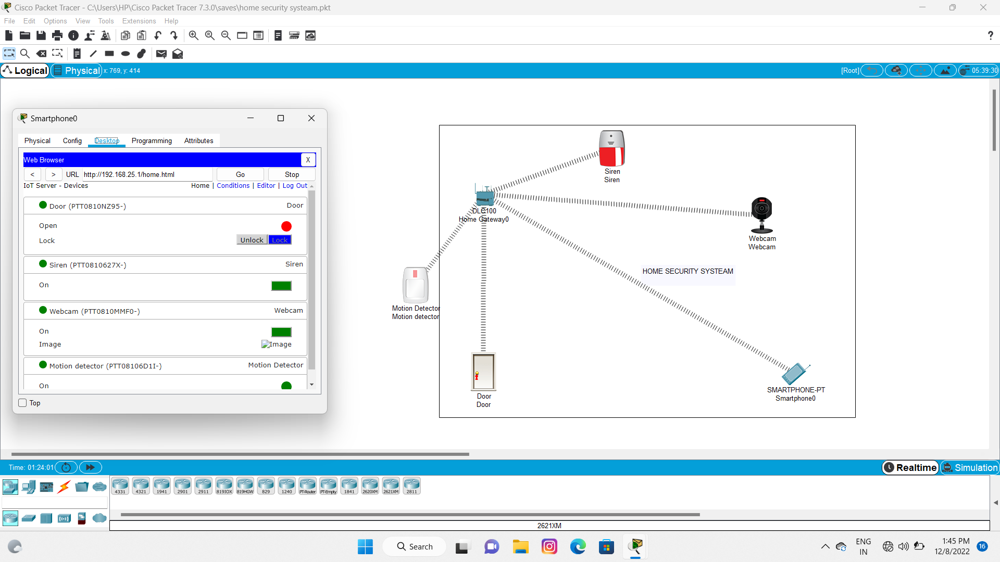 Cisco Packet Tracer - C:\Users\HP\Cisco Packet Tracer 7.3.0\saves\home security systeam.pkt
File Edit Options View Tools Extensions Help
?
Logical Physical x: 769, y: 414 [Root] 05:39:30
Smartphone0
Physical Config Desktop Programming Attributes
Web Browser X
< > URL http://192.168.25.1/home.html Go Stop
IoT Server - Devices Home | Conditions | Editor | Log Out
Door (PTT0810NZ95-) Door
Open
Lock Unlock Lock
Siren (PTT0810627X-) Siren
On
Webcam (PTT0810MMF0-) Webcam
On
Image Image
Motion detector (PTT08106D1I-) Motion Detector
On
Top
Siren
Siren
DLC100
Home Gateway0
Webcam
Webcam
HOME SECURITY SYSTEAM
Motion Detector
Motion detector
Door
Door
SMARTPHONE-PT
Smartphone0
Time: 01:24:01 Realtime Simulation
4331 4321 1941 2901 2911 819IOX 819HGW 829 1240 PT-Router PT-Empty 1841 2620XM 2621XM 2811
2621XM
Search
ENG
IN
1:45 PM
12/8/2022
16